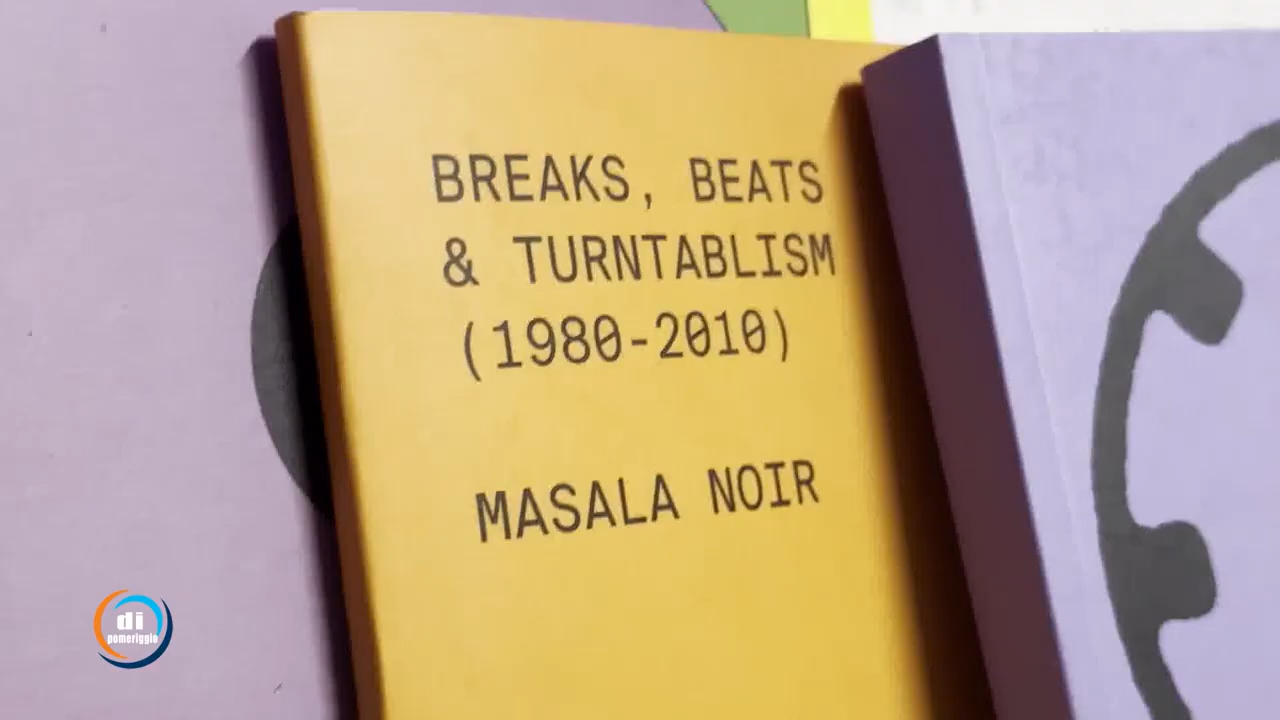 BREAKS, BEATS
& TURNTABLISM
(1980-2010)
MASALA NOIR
di
pomeriggio